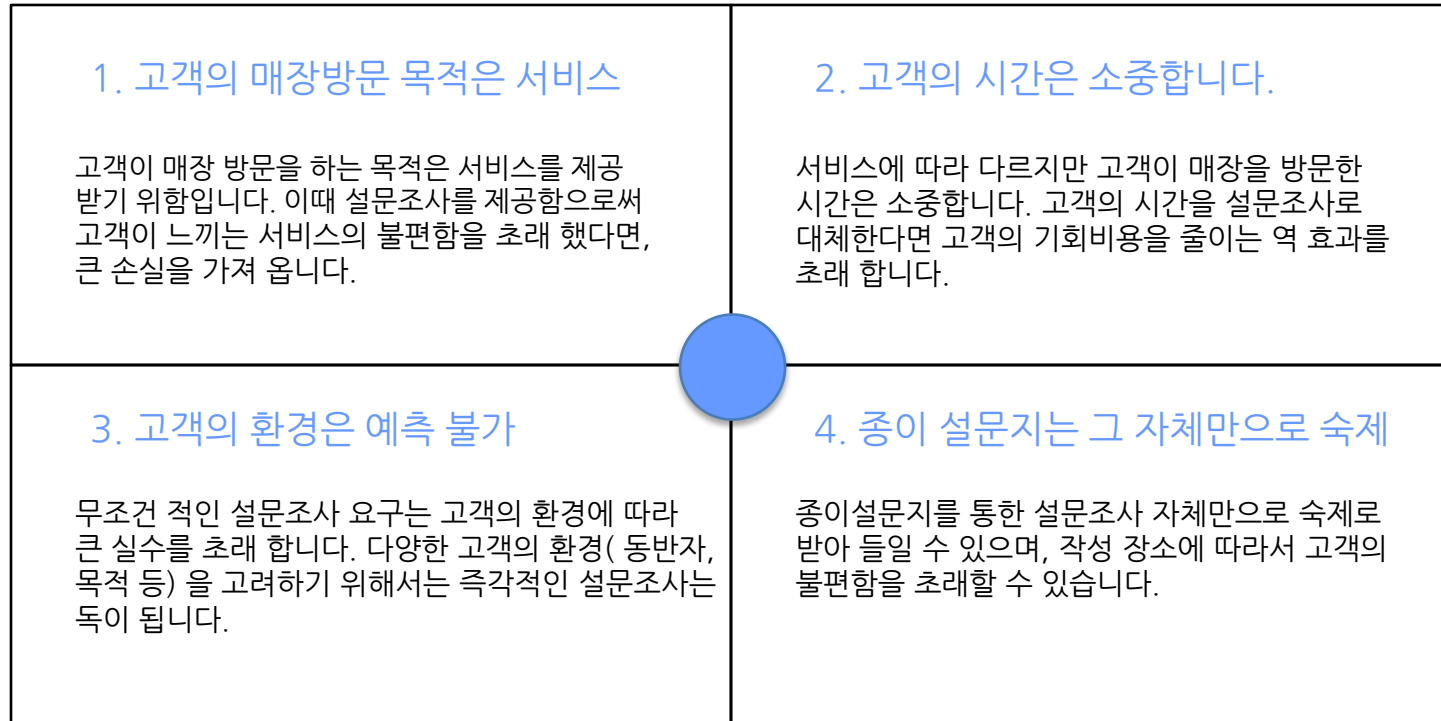 1. 고객의 매장방문 목적은 서비스
고객이 매장 방문을 하는 목적은 서비스를 제공
받기 위함입니다. 이때 설문조사를 제공함으로써
고객이 느끼는 서비스의 불편함을 초래 했다면,
큰 손실을 가져 옵니다.
2. 고객의 시간은 소중합니다.
서비스에 따라 다르지만 고객이 매장을 방문한
시간은 소중합니다. 고객의 시간을 설문조사로
대체한다면 고객의 기회비용을 줄이는 역 효과를
초래 합니다.
3. 고객의 환경은 예측 불가
무조건 적인 설문조사 요구는 고객의 환경에 따라
큰 실수를 초래 합니다. 다양한 고객의 환경( 동반자,
목적 등) 을 고려하기 위해서는 즉각적인 설문조사는
독이 됩니다.
4. 종이 설문지는 그 자체만으로 숙제
종이설문지를 통한 설문조사 자체만으로 숙제로
받아 들일 수 있으며, 작성 장소에 따라서 고객의
불편함을 초래할 수 있습니다.